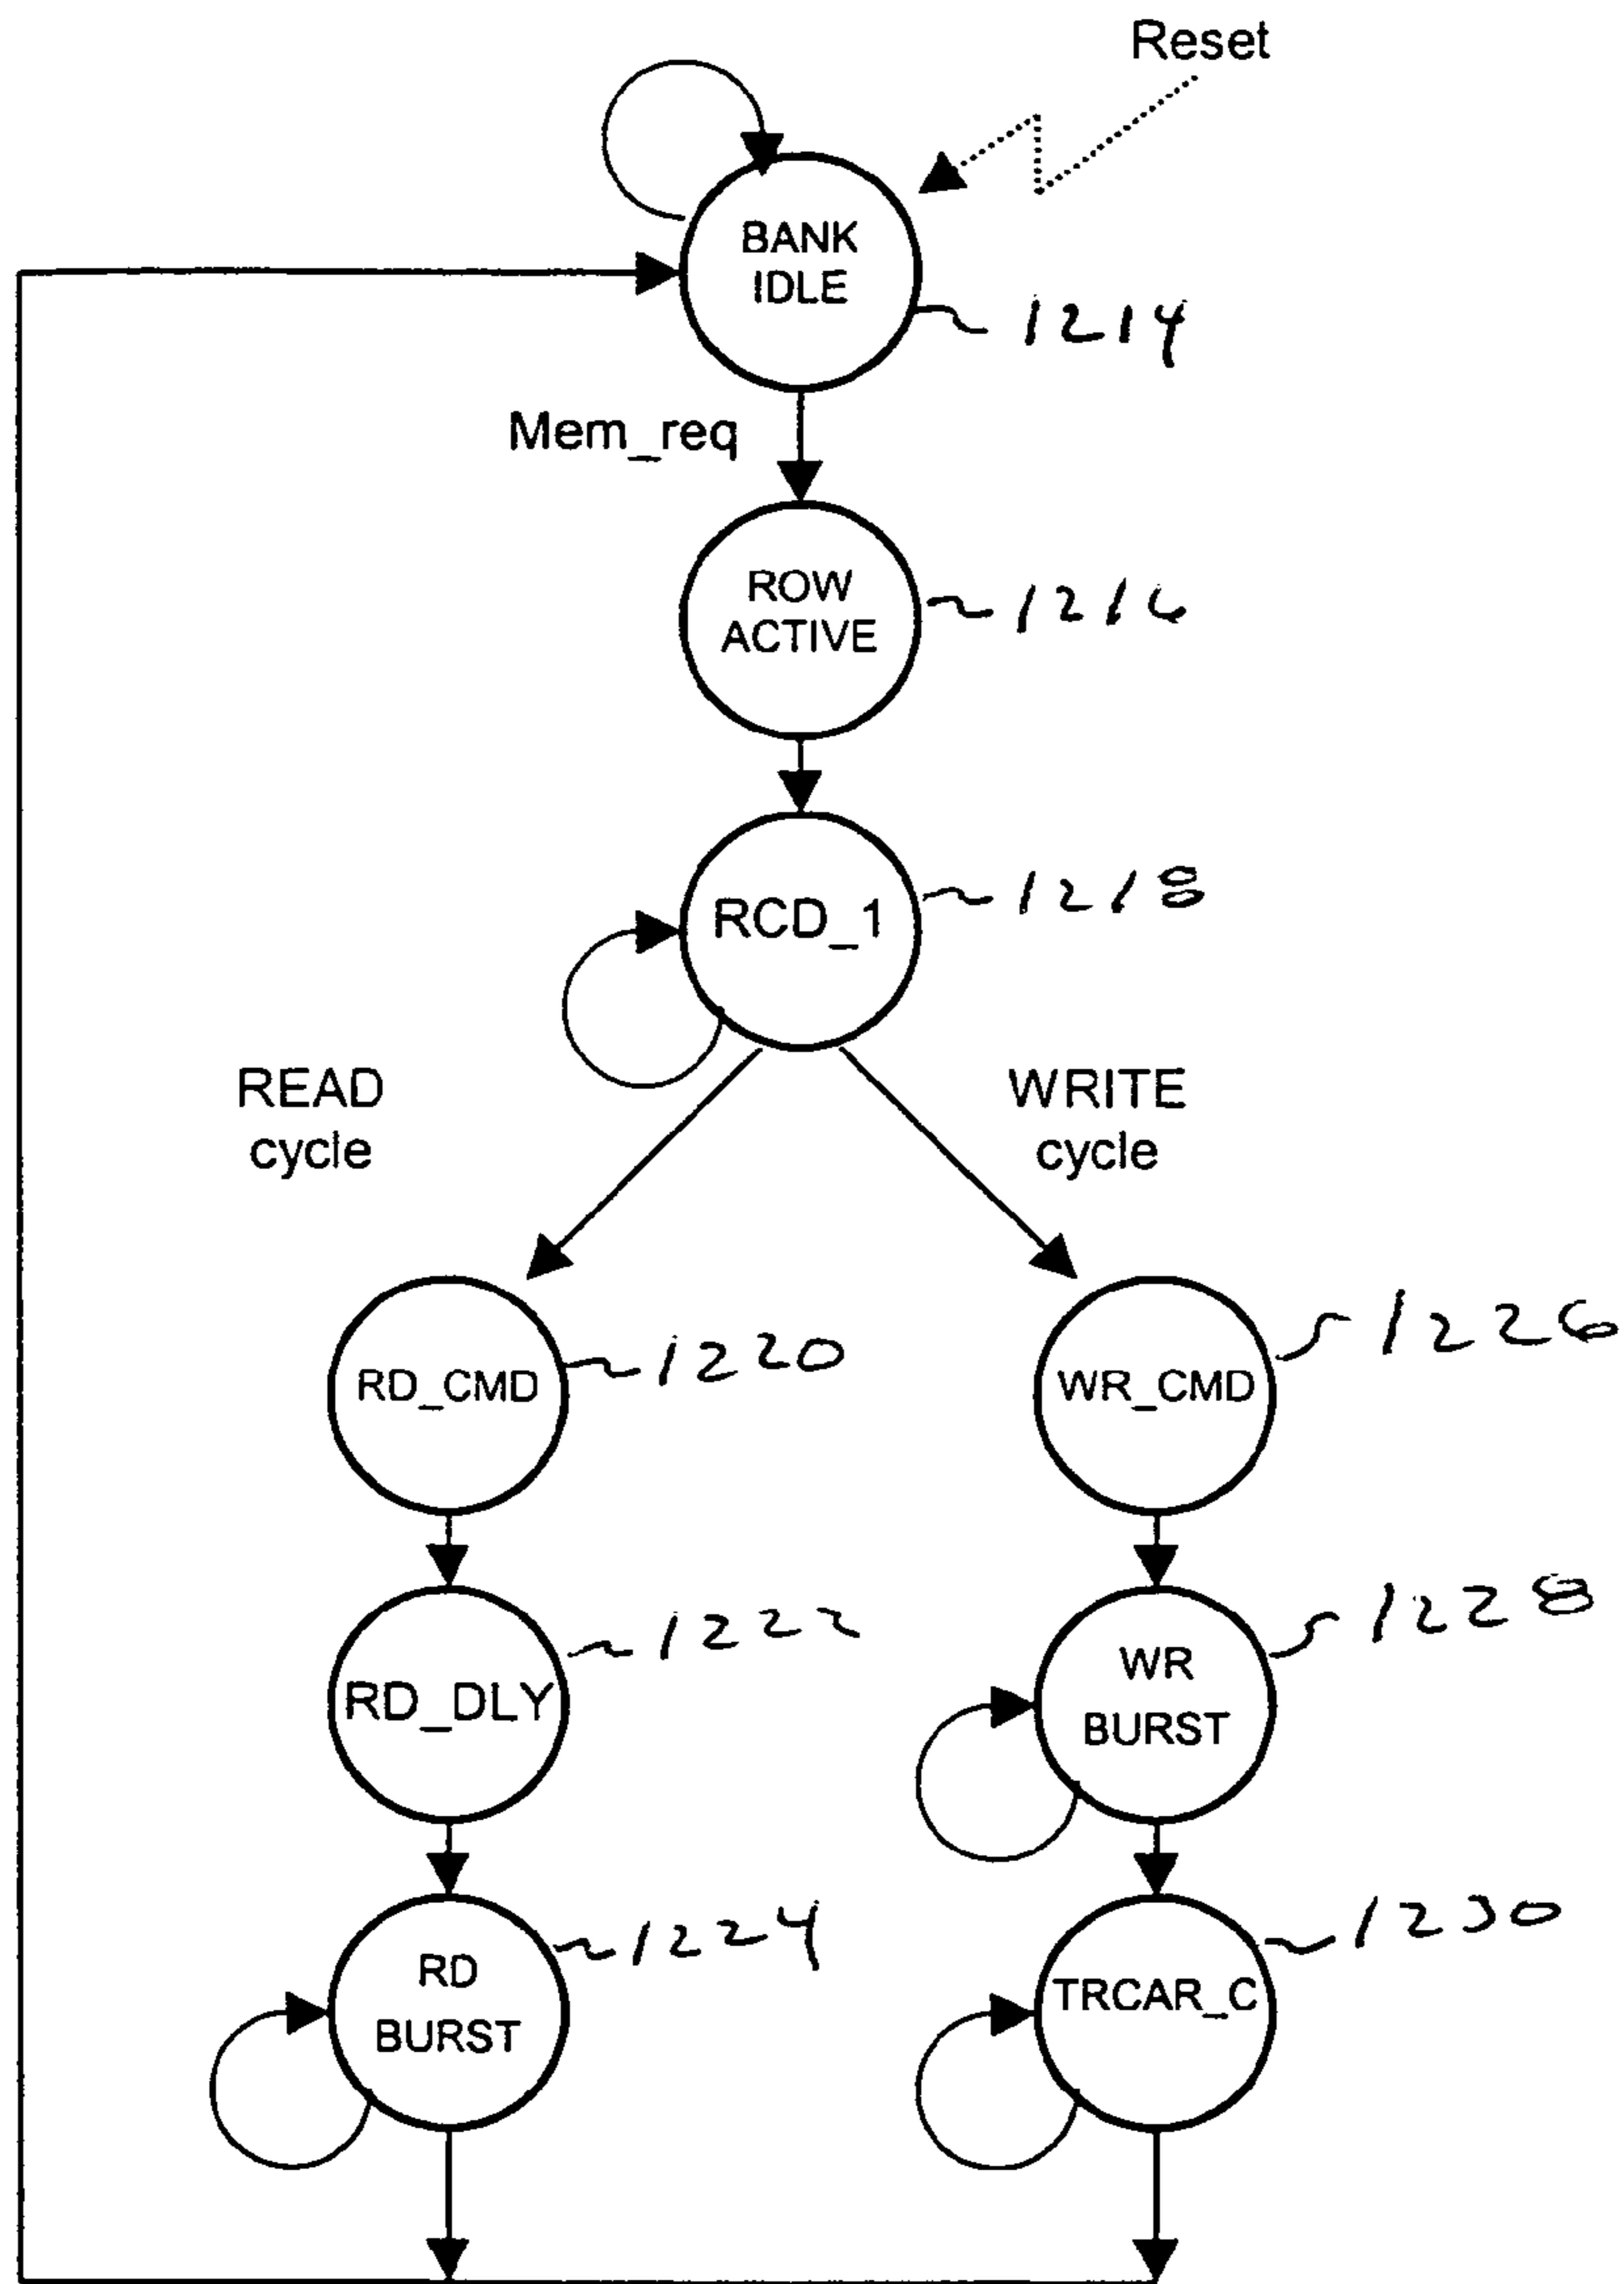 Reset
BANK
IDLE
1214
Mem_req
ROW
ACTIVE
1216
RCD_1
1218
READ
cycle
WRITE
cycle
RD_CMD
1220
WR_CMD
1226
RD_DLY
1222
WR
BURST
1228
RD
BURST
1224
TRCAR_C
1230